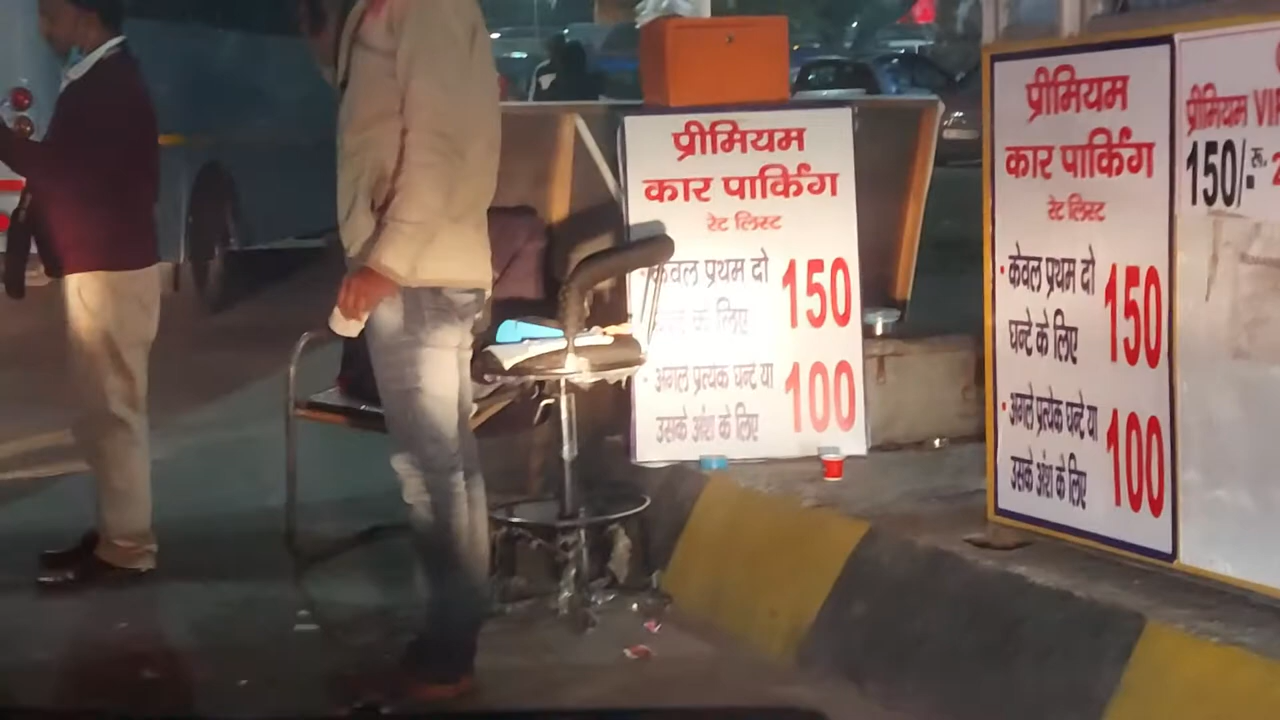 प्रीमियम
कार पार्किंग
रेट लिस्ट
केवल प्रथम दो 150
के लिए
अगले प्रत्येक घन्टे या 100
उसके अंश के लिए
प्रीमियम
कार पार्किंग
रेट लिस्ट
• केवल प्रथम दो 150
घन्टे के लिए
• अगले प्रत्येक घन्टे या 100
उसके अंश के लिए
प्रीमियम
150/- रू.